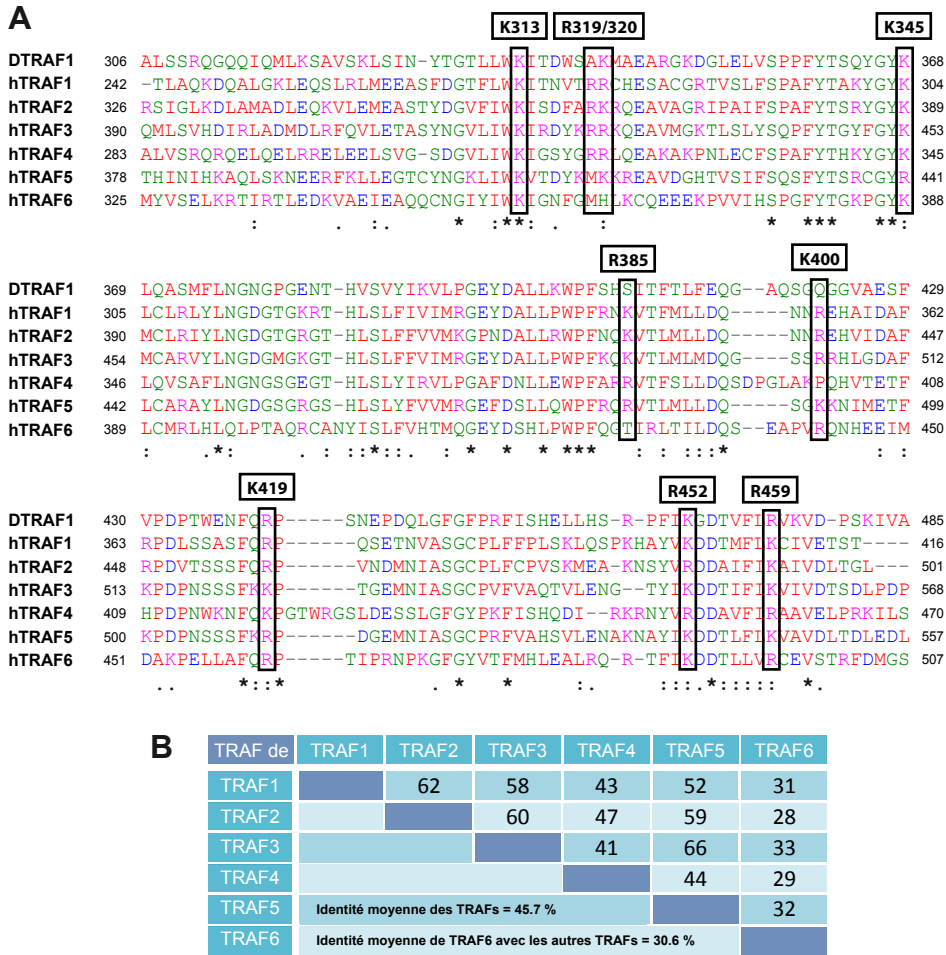 A
K313 R319/320 K345
DTRAF1 306 ALSSRQGQQIQMLKSAVSKLSIN-YTGTLLWKITDWSAKMAEARGKDGLELVSPPFYTSQYGYK 368
hTRAF1 242 -TLAQKDQALGKLEQSLRLMEEASFDGTFLWKITNVTRRCHESACGRTVSLFSPAFYTAKYGYK 304
hTRAF2 326 RSIGLKDLAMADLEQKVLEMEASTYDGVFIWKISDFARKRQEAVAGRIPAIFSPAFYTSRYGYK 389
hTRAF3 390 QMLSVHDIRLADMDLRFQVLETASYNGVLIWKIRDYKRRKQEAVMGKTLSLYSQPFYTGYFGYK 453
hTRAF4 283 ALVSRQRQELQELRRELEELSVG-SDGVLIWKIGSYGRRLQEAKAKPNLECFSPAFYTHKYGYK 345
hTRAF5 378 THINIHKAQLSKNEERFKLLEGTCYNGKLIWKVTDYKMKKREAVDGHTVSIFSQSFYTSRCGYR 441
hTRAF6 325 MYVSELKRTIRTLEDKVAEIEAQQCNGIYIWKIGNFGMHLKCQEEEKPVVIHSPGFYTGKPGYK 388
: : . * **: * *** **:
R385 K400
DTRAF1 369 LQASMFLNGNGPGENT-HVSVYIKVLPGEYDALLKWPFSHSITFTLFEQG--AQSGQGGVAESF 429
hTRAF1 305 LCLRLYLNGDGTGKRT-HLSLFIVIMRGEYDALLPWPFRNKVTFMLLDQ-----NNREHAIDAF 362
hTRAF2 390 MCLRIYLNGDGTGRGT-HLSLFFVVMKGPNDALLRWPFNQKVTLMLLDQ-----NNREHVIDAF 447
hTRAF3 454 MCARVYLNGDGMGKGT-HLSLFFVIMRGEYDALLPWPFKQKVTLMLMDQG----SSRRHLGDAF 512
hTRAF4 346 LQVSAFLNGNGSGEGT-HLSLYIRVLPGAFDNLLEWPFARRVTFSLLDQSDPGLAKPQHVTETF 408
hTRAF5 442 LCARAYLNGDGSGRGS-HLSLYFVVMRGEFDSLLQWPFRQRVTLMLLDQ-----SGKKNIMETF 499
hTRAF6 389 LCMRLHLQLPTAQRCANYISLFVHTMQGEYDSHLPWPFQGTIRLTILDQS--EAPVRQNHEEIM 450
: .*: ::*::. : * * * *** : : ::* : :
K419 R452 R459
DTRAF1 430 VPDPTWENFQRP-----SNEPDQLGFGFPRFISHELLHS-R-PFIKGDTVFIRVKVD-PSKIVA 485
hTRAF1 363 RPDLSSASFQRP-----QSETNVASGCPLFFPLSKLQSPKHAYVKDDTMFLKCIVETST----- 416
hTRAF2 448 RPDVTSSSFQRP-----VNDMNIASGCPLFCPVSKMEAK-NSYVRDDAIFIKAIVDLTGL---- 501
hTRAF3 513 KPDPNSSSFKKP-----TGEMNIASGCPVFVAQTVLENG-TYIKDDTIFIKVIVDTSDLPDP 568
hTRAF4 409 HPDPNWKNFQKPGTWRGSLDESSLGFGYPKFISHQDI-RKRNYVRDDAVFIRAAVELPRKILS 470
hTRAF5 500 KPDPNSSSFKRP-----DGEMNIASGCPRFVAHSVLENAKNAYIKDDTLFLKVAVDLTDLEDL 557
hTRAF6 451 DAKPELLAFQRP-----TIPRNPKGFGYVTFMHLEALRQ-R-TFIKDDTLLVRCEVSTRFDMGS 507
.. *::* . * * :. ::.*::::: *.
B
TRAF de TRAF1 TRAF2 TRAF3 TRAF4 TRAF5 TRAF6
TRAF1 62 58 43 52 31
TRAF2 60 47 59 28
TRAF3 41 66 33
TRAF4 44 29
TRAF5 Identité moyenne des TRAFs = 45.7 % 32
TRAF6 Identité moyenne de TRAF6 avec les autres TRAFs = 30.6 %